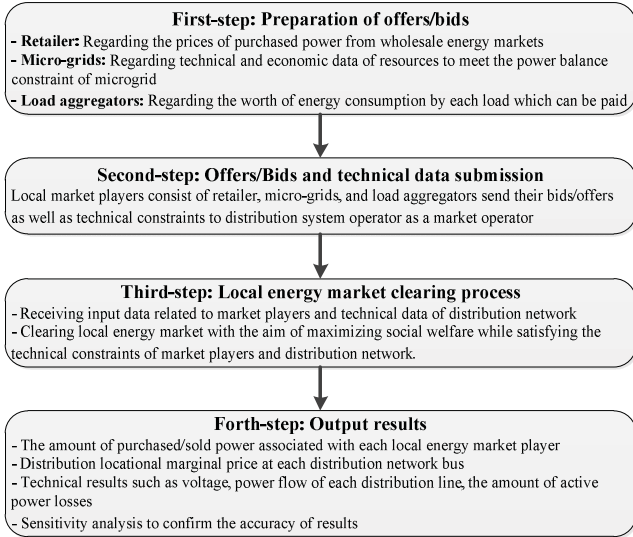 First-step: Preparation of offers/bids
- Retailer: Regarding the prices of purchased power from wholesale energy markets
- Micro-grids: Regarding technical and economic data of resources to meet the power balance
constraint of microgrid
- Load aggregators: Regarding the worth of energy consumption by each load which can be paid
Second-step: Offers/Bids and technical data submission
Local market players consist of retailer, micro-grids, and load aggregators send their bids/offers
as well as technical constraints to distribution system operator as a market operator
Third-step: Local energy market clearing process
- Receiving input data related to market players and technical data of distribution network
- Clearing local energy market with the aim of maximizing social welfare while satisfying the
technical constraints of market players and distribution network.
Forth-step: Output results
- The amount of purchased/sold power associated with each local energy market player
- Distribution locational marginal price at each distribution network bus
- Technical results such as voltage, power flow of each distribution line, the amount of active
power losses
- Sensitivity analysis to confirm the accuracy of results